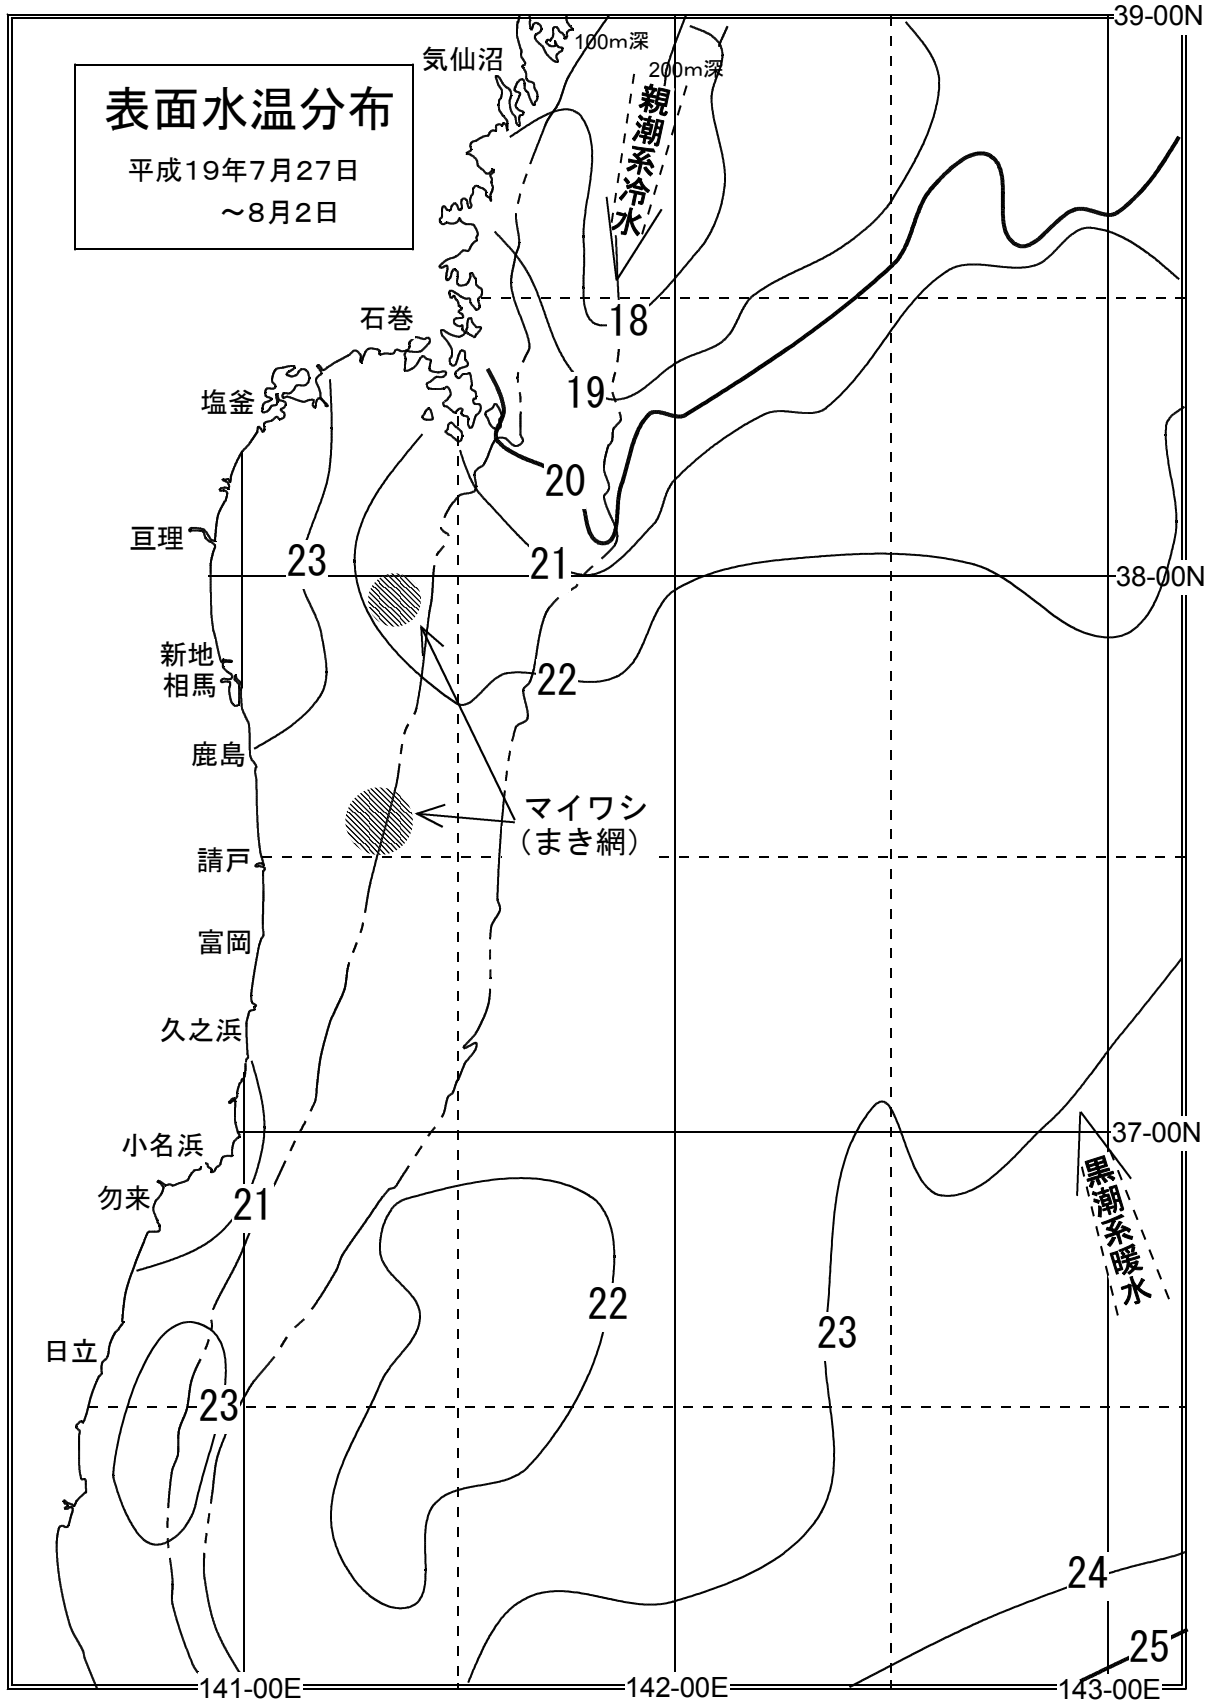 39-00N
100m深
気仙沼
200m深
表面水温分布
平成19年7月27日
～8月2日
親潮系冷水
石巻
18
19
塩釜
20
亘理
23
21
38-00N
新地
相馬
22
鹿島
マイワシ
（まき網）
請戸
富岡
久之浜
小名浜
37-00N
勿来
21
黒潮系暖水
22
23
日立
23
24
25
141-00E
142-00E
143-00E